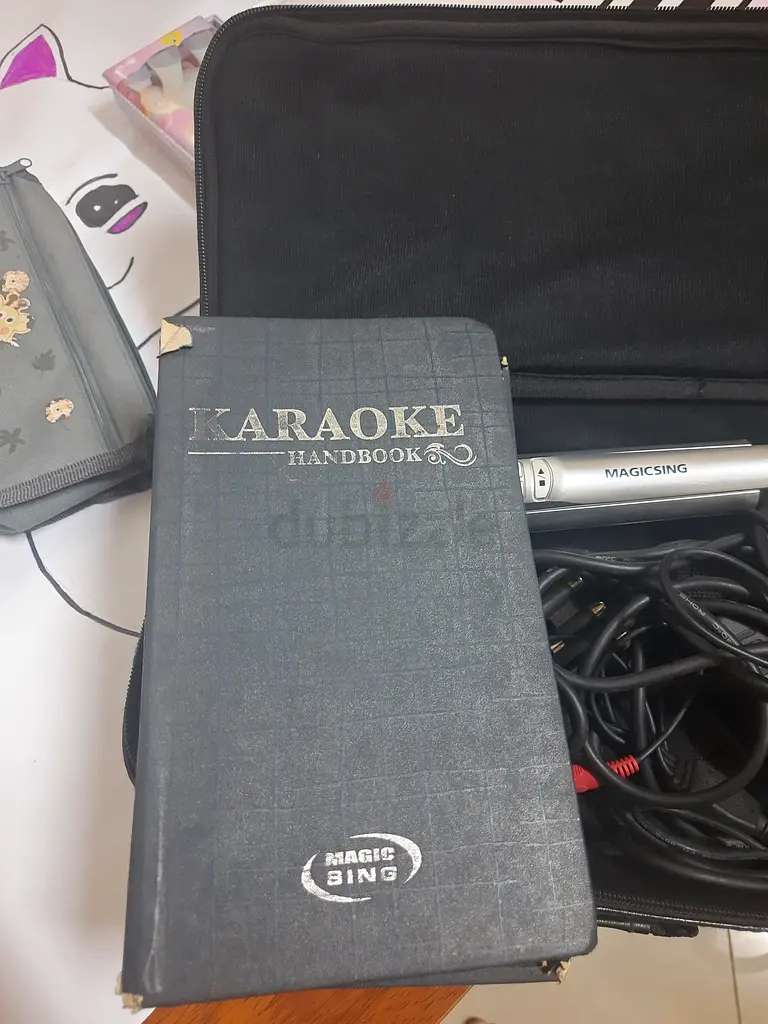 KARAOKE
HANDBOOK
MAGICSING
dubizzle
MAGIC
SING